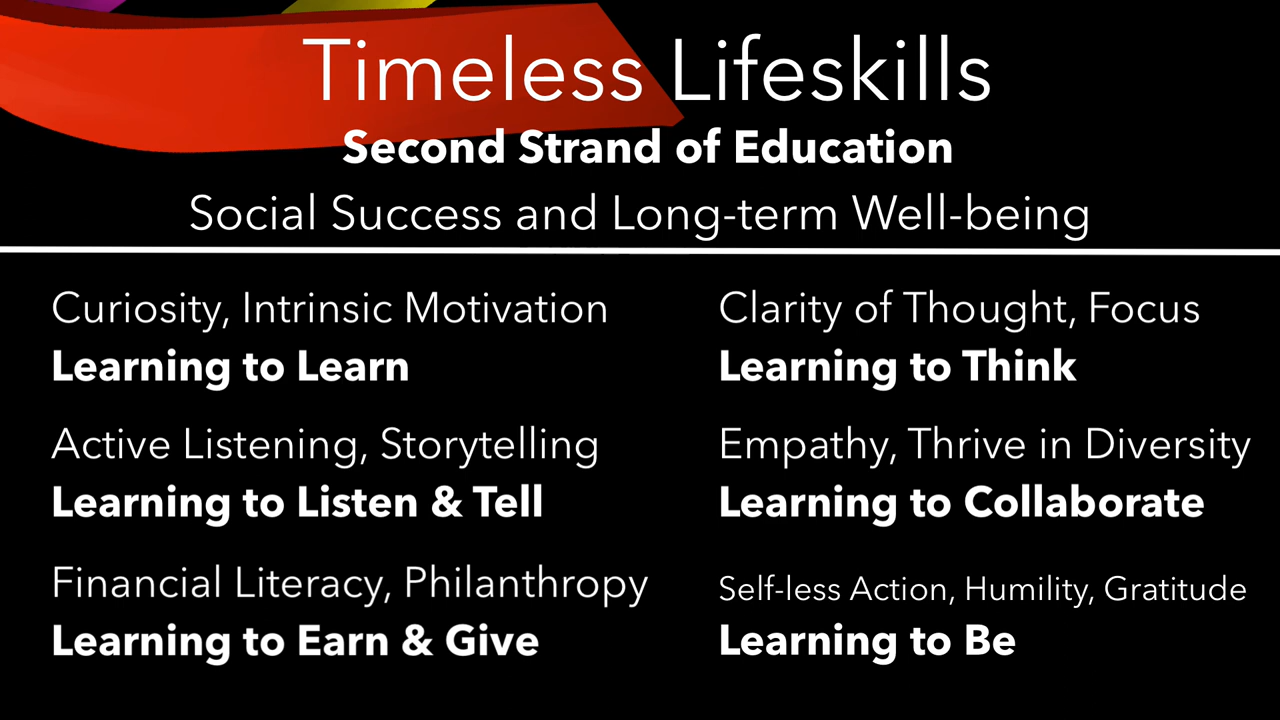 Timeless Lifeskills
Second Strand of Education
Social Success and Long-term Well-being
Curiosity, Intrinsic Motivation
Learning to Learn
Clarity of Thought, Focus
Learning to Think
Active Listening, Storytelling
Learning to Listen & Tell
Empathy, Thrive in Diversity
Learning to Collaborate
Financial Literacy, Philanthropy
Learning to Earn & Give
Self-less Action, Humility, Gratitude
Learning to Be